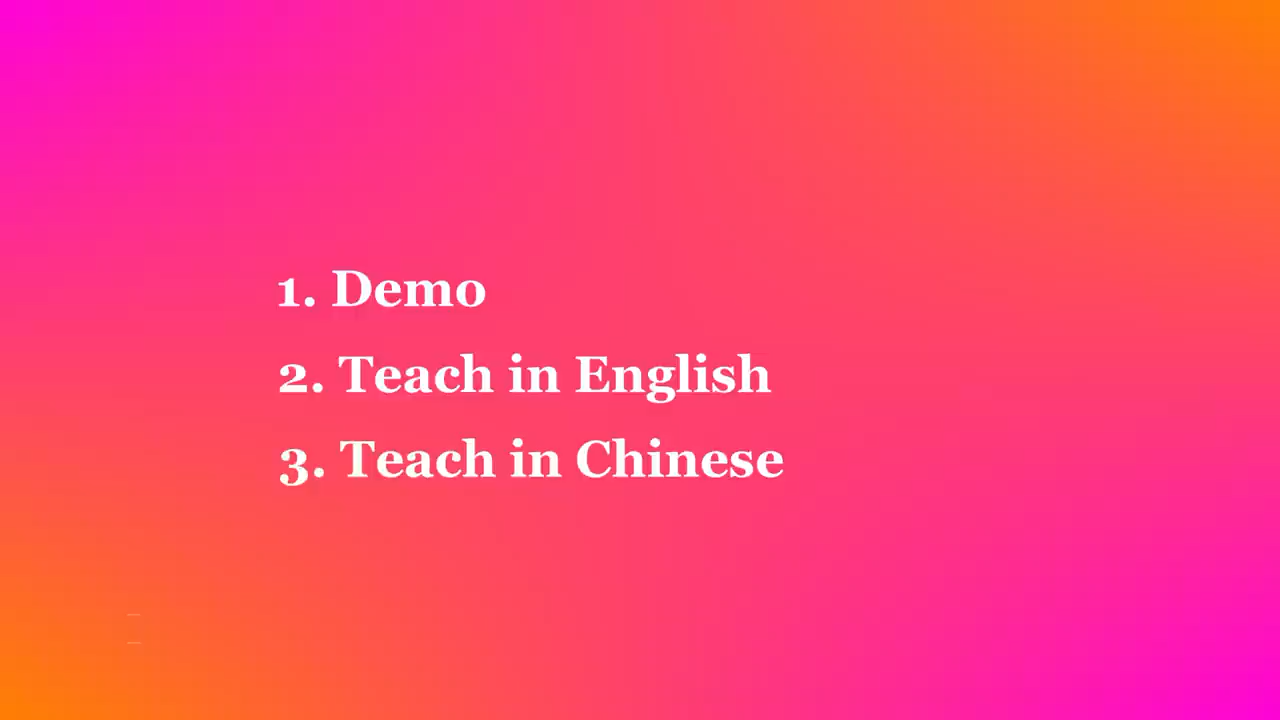 1. Demo
2. Teach in English
3. Teach in Chinese